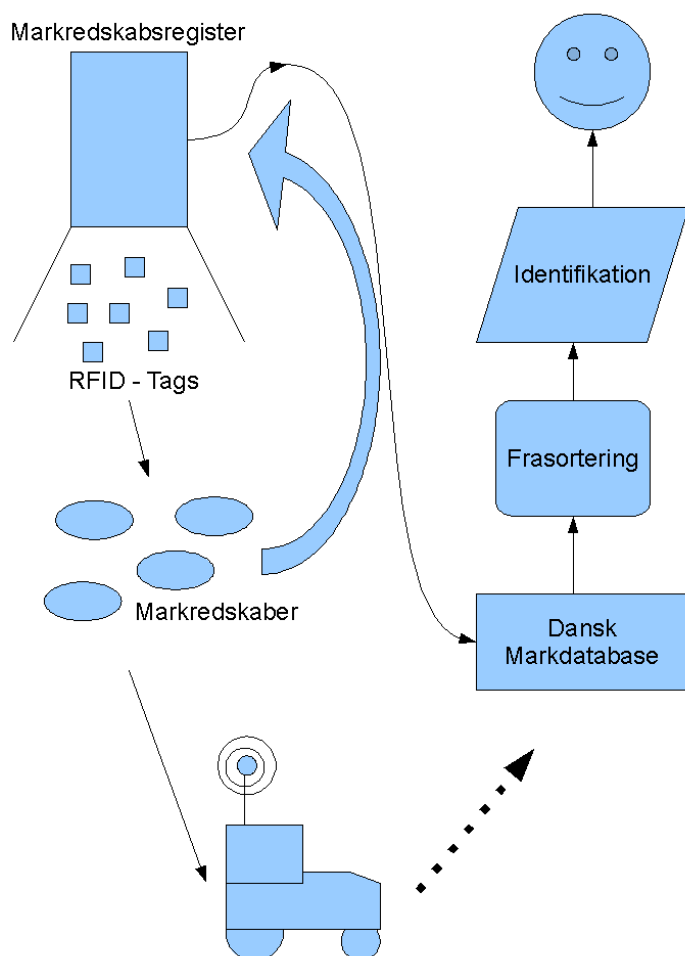 Markredskabsregister
RFID - Tags
Markredskaber
Identifikation
Frasortering
Dansk
Markdatabase